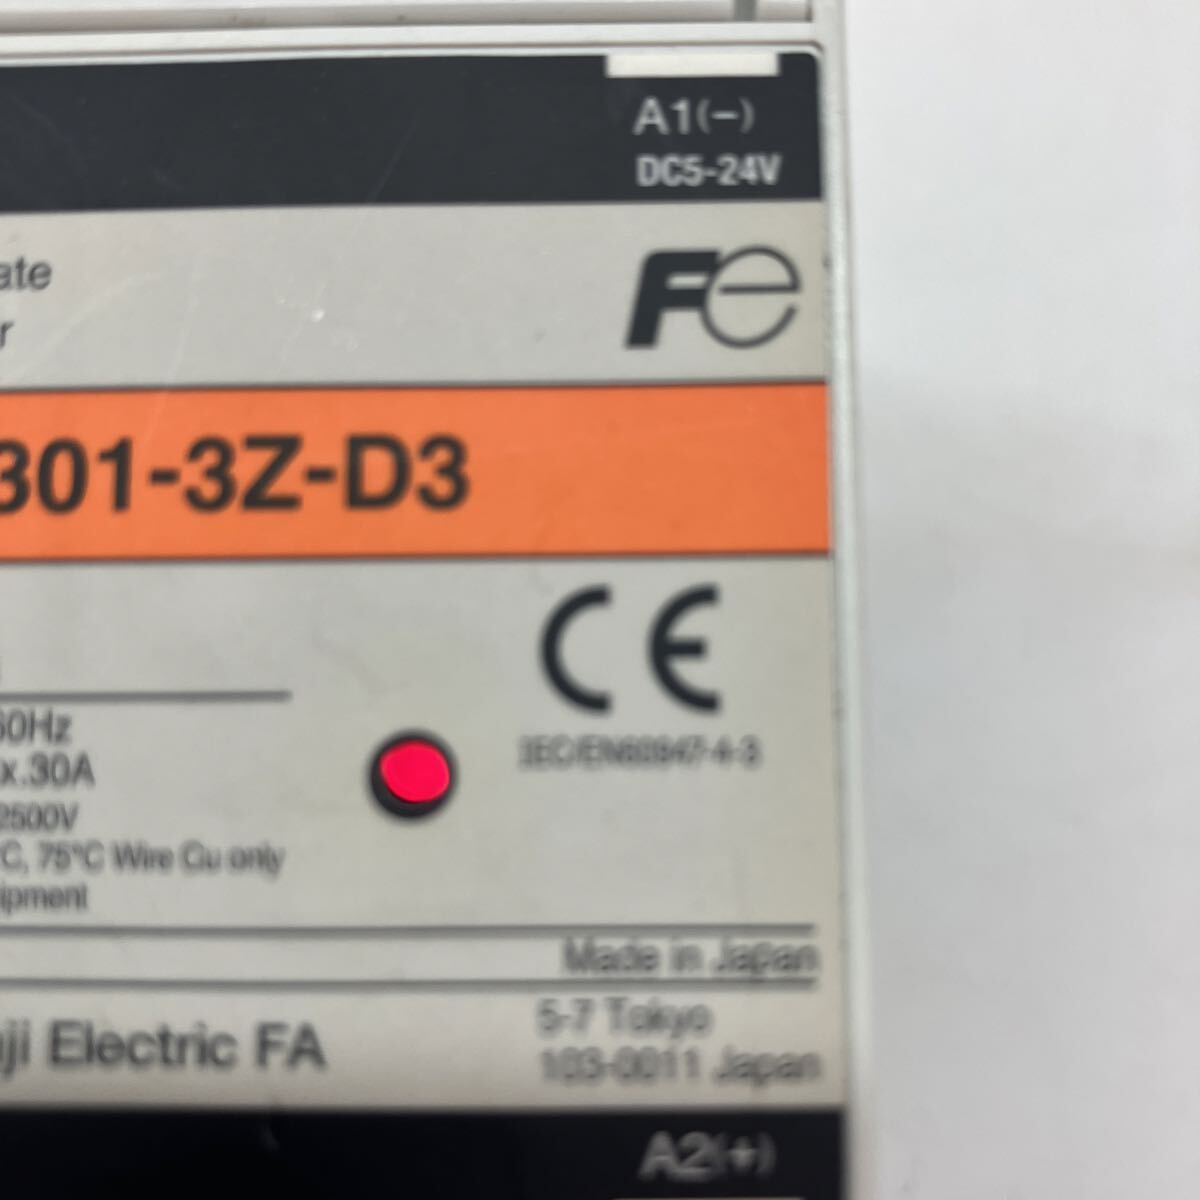 A1(−)
DC5-24V
ate
Fe
r
301-3Z-D3
CE
60Hz
IEC/EN60947-4-3
x.30A
2500V
°C, 75°C Wire Cu only
ipment
Made in Japan
5-7 Tokyo
ji Electric FA
103-0011 Japan
A2(+)